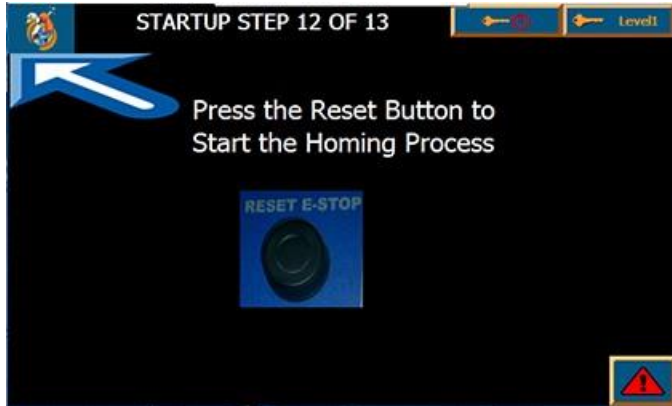 STARTUP STEP 12 OF 13
Level1
Press the Reset Button to
Start the Homing Process
RESET E-STOP